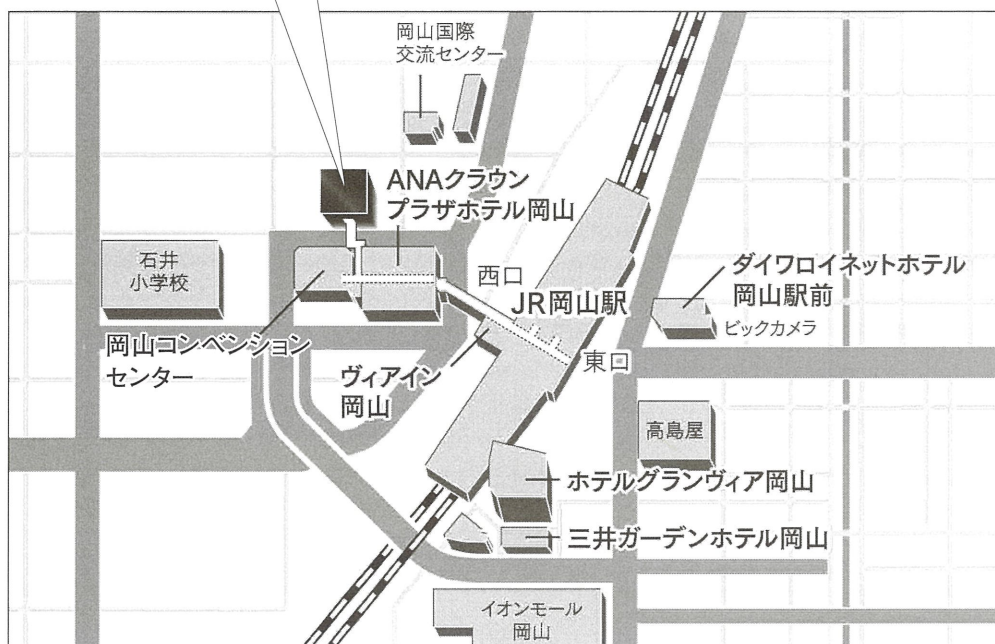 岡山国際
交流センター
ANAクラウン
プラザホテル岡山
石井
小学校
西口
JR岡山駅
ダイワロイネットホテル
岡山駅前
ビックカメラ
岡山コンベンション
センター
ヴィアイン
岡山
東口
高島屋
ホテルグランヴィア岡山
三井ガーデンホテル岡山
イオンモール
岡山